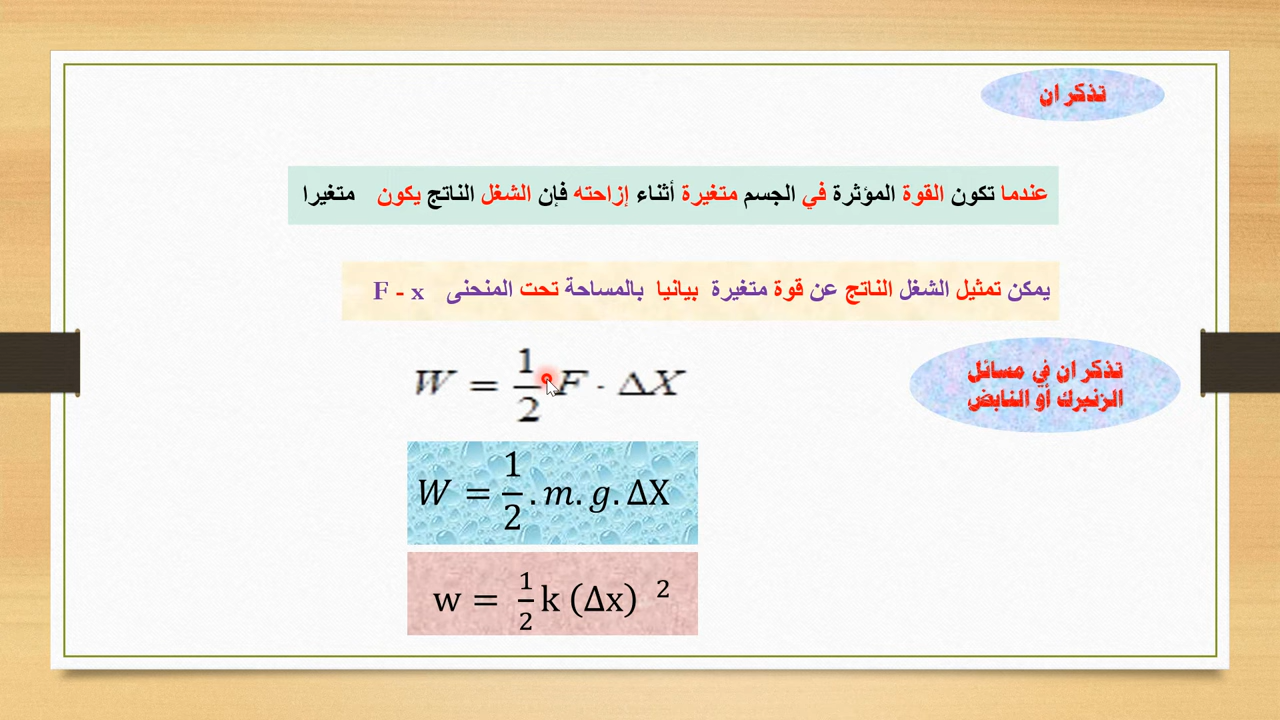 تذكر ان
عندما تكون القوة المؤثرة في الجسم متغيرة أثناء إزاحته فإن الشغل الناتج يكون متغيرا
يمكن تمثيل الشغل الناتج عن قوة متغيرة بيانيا بالمساحة تحت المنحنى F - x
تذكر ان في مسائل
الزنبرك أو النابض
W = 1/2 F · ΔX
W = 1/2 . m. g. ΔX
w = 1/2 k (Δx) ²